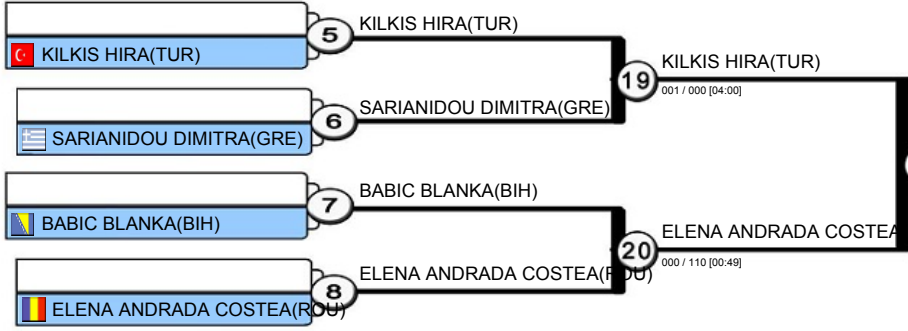 5
KILKIS HIRA(TUR)
KILKIS HIRA(TUR)
19
KILKIS HIRA(TUR)
001 / 000 [04:00]
6
SARIANIDOU DIMITRA(GRE)
SARIANIDOU DIMITRA(GRE)
7
BABIC BLANKA(BIH)
BABIC BLANKA(BIH)
20
ELENA ANDRADA COSTEA
000 / 110 [00:49]
8
ELENA ANDRADA COSTEA(ROU)
ELENA ANDRADA COSTEA(ROU)